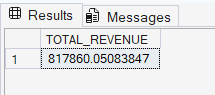 Results Messages
TOTAL_REVENUE
1 817860.05083847